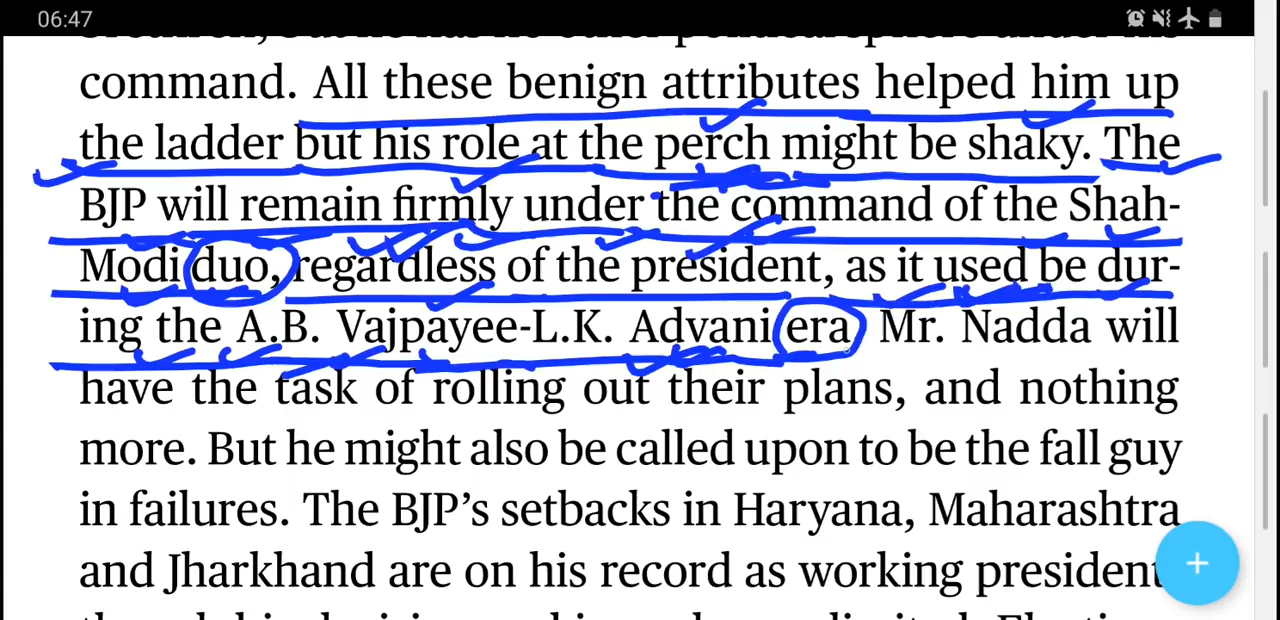 06:47
command. All these benign attributes helped him up
the ladder but his role at the perch might be shaky. The
BJP will remain firmly under the command of the Shah-
Modi duo, regardless of the president, as it used be dur-
ing the A.B. Vajpayee-L.K. Advani era Mr. Nadda will
have the task of rolling out their plans, and nothing
more. But he might also be called upon to be the fall guy
in failures. The BJP’s setbacks in Haryana, Maharashtra
and Jharkhand are on his record as working president,